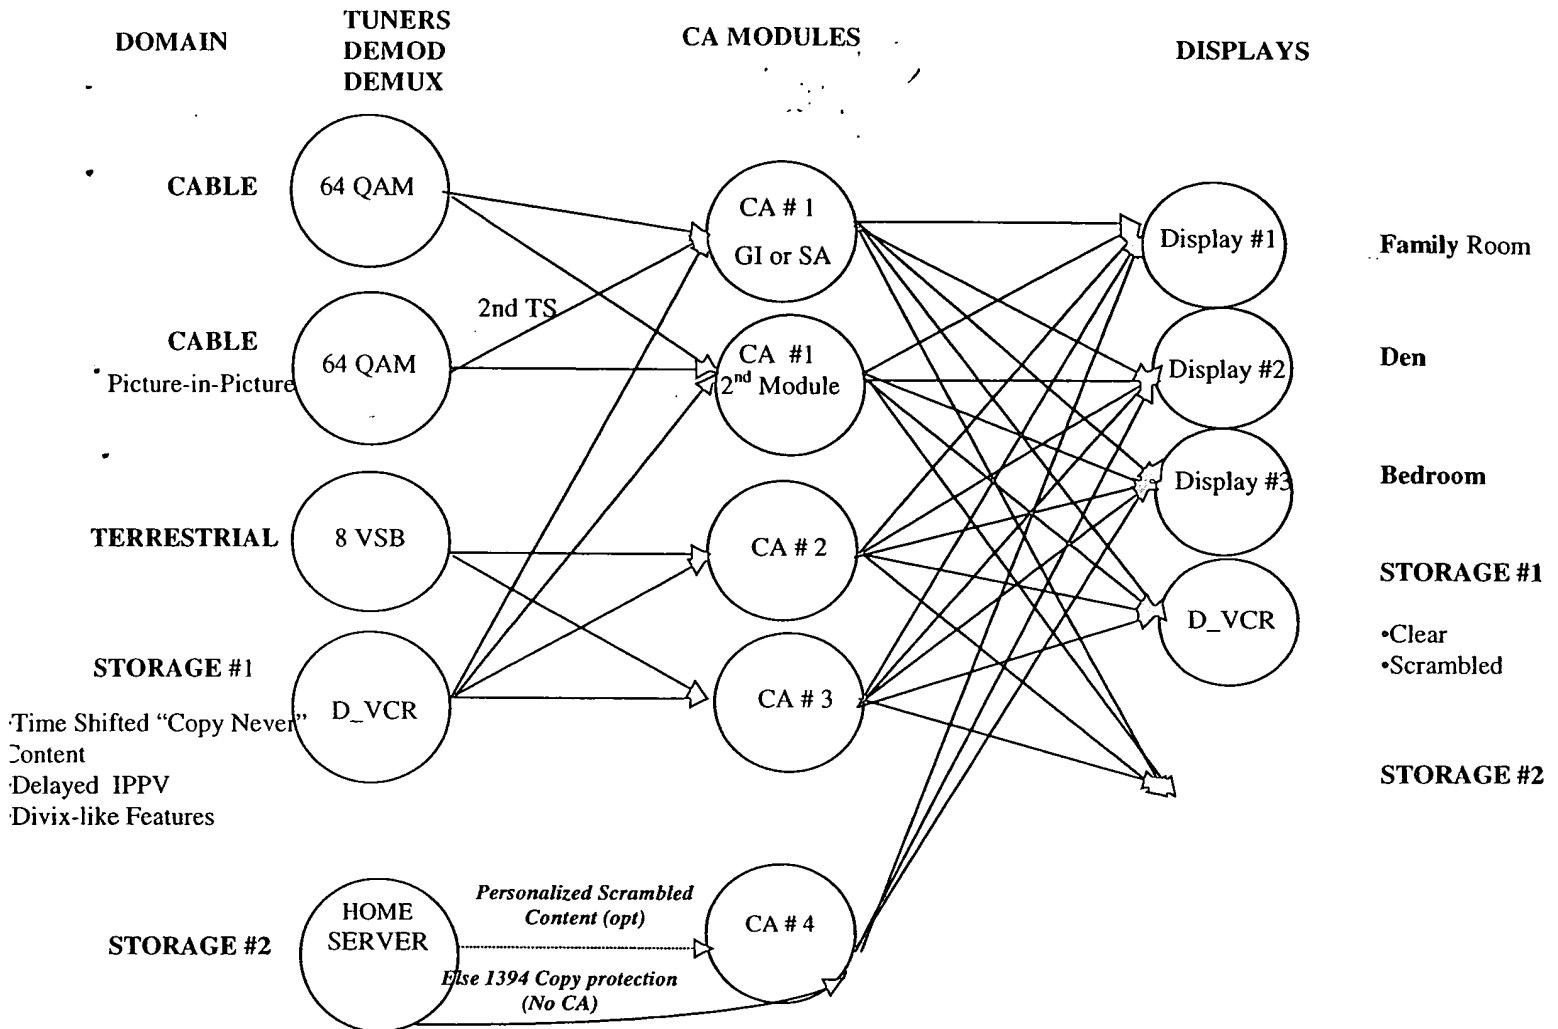 DOMAIN
TUNERS
DEMOD
DEMUX
CA MODULES
DISPLAYS
CABLE
64 QAM
CA # 1
GI or SA
Display #1
Family Room
2nd TS
CABLE
Picture-in-Picture
64 QAM
CA #1
2nd Module
Display #2
Den
Display #3
Bedroom
TERRESTRIAL
8 VSB
CA # 2
D_VCR
STORAGE #1
•Clear
•Scrambled
STORAGE #1
•Time Shifted “Copy Never”
Content
•Delayed IPPV
•Divix-like Features
D_VCR
CA # 3
STORAGE #2
STORAGE #2
HOME
SERVER
Personalized Scrambled
Content (opt)
CA # 4
Else 1394 Copy protection
(No CA)